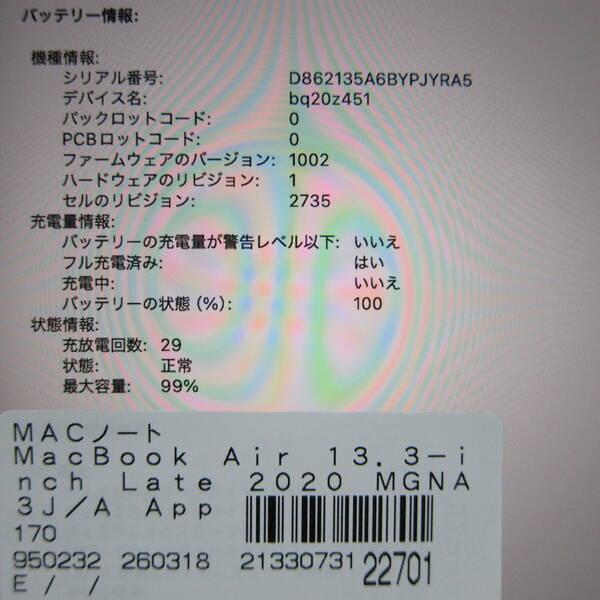 バッテリー情報:
機種情報:
シリアル番号: D862135A6BYPJYRA5
デバイス名: bq20z451
パックロットコード: 0
PCBロットコード: 0
ファームウェアのバージョン: 1002
ハードウェアのリビジョン: 1
セルのリビジョン: 2735
充電量情報:
バッテリーの充電量が警告レベル以下: いいえ
フル充電済み: はい
充電中: いいえ
バッテリーの状態 (%): 100
状態情報:
充放電回数: 29
状態: 正常
最大容量: 99%
MACノート
MacBook Air 13.3-i
nch Late 2020 MGNA
3J/A App
170
950232 260318 21330731 22701
E / /